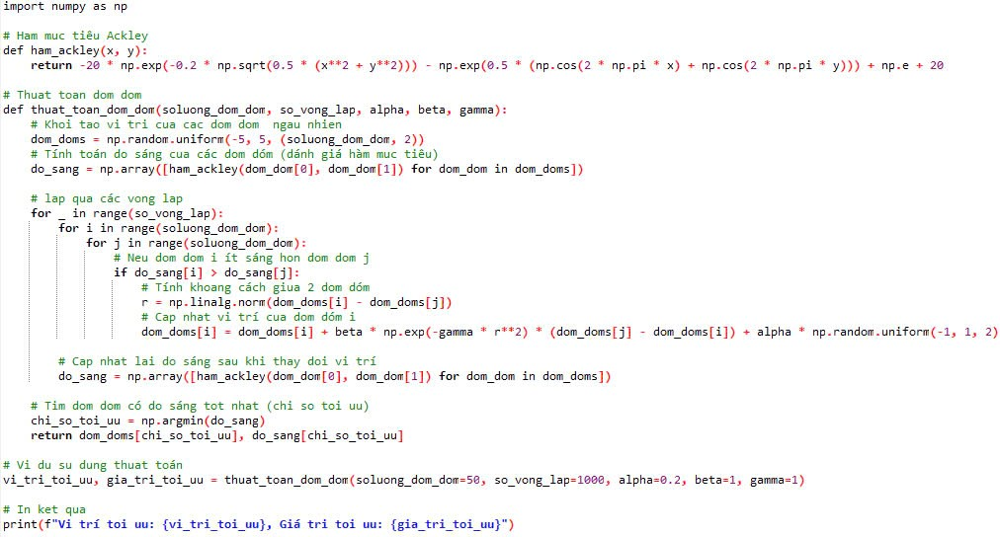 import numpy as np
# Ham muc tiêu Ackley
def ham_ackley(x, y):
    return -20 * np.exp(-0.2 * np.sqrt(0.5 * (x**2 + y**2))) - np.exp(0.5 * (np.cos(2 * np.pi * x) + np.cos(2 * np.pi * y))) + np.e + 20
# Thuat toan dom dom
def thuat_toan_dom_dom(soluong_dom_dom, so_vong_lap, alpha, beta, gamma):
    # Khoi tao vi tri cua cac dom dom  ngau nhien
    dom_doms = np.random.uniform(-5, 5, (soluong_dom_dom, 2))
    # Tính toán do sáng cua các dom dóm (dánh giá hàm muc tiêu)
    do_sang = np.array([ham_ackley(dom_dom[0], dom_dom[1]) for dom_dom in dom_doms])
    # lap qua các vong lap
    for _ in range(so_vong_lap):
        for i in range(soluong_dom_dom):
            for j in range(soluong_dom_dom):
                # Neu dom dom i ít sáng hon dom dom j
                if do_sang[i] > do_sang[j]:
                    # Tính khoang cách giua 2 dom dóm
                    r = np.linalg.norm(dom_doms[i] - dom_doms[j])
                    # Cap nhat vi trí cua dom dóm i
                    dom_doms[i] = dom_doms[i] + beta * np.exp(-gamma * r**2) * (dom_doms[j] - dom_doms[i]) + alpha * np.random.uniform(-1, 1, 2)
        # Cap nhat lai do sáng sau khi thay doi vi trí
        do_sang = np.array([ham_ackley(dom_dom[0], dom_dom[1]) for dom_dom in dom_doms])
    # Tim dom dom có do sáng tot nhat (chi so toi uu)
    chi_so_toi_uu = np.argmin(do_sang)
    return dom_doms[chi_so_toi_uu], do_sang[chi_so_toi_uu]
# Vi du su dung thuat toán
vi_tri_toi_uu, gia_tri_toi_uu = thuat_toan_dom_dom(soluong_dom_dom=50, so_vong_lap=1000, alpha=0.2, beta=1, gamma=1)
# In ket qua
print(f"Vi trí toi uu: {vi_tri_toi_uu}, Giá tri toi uu: {gia_tri_toi_uu}")